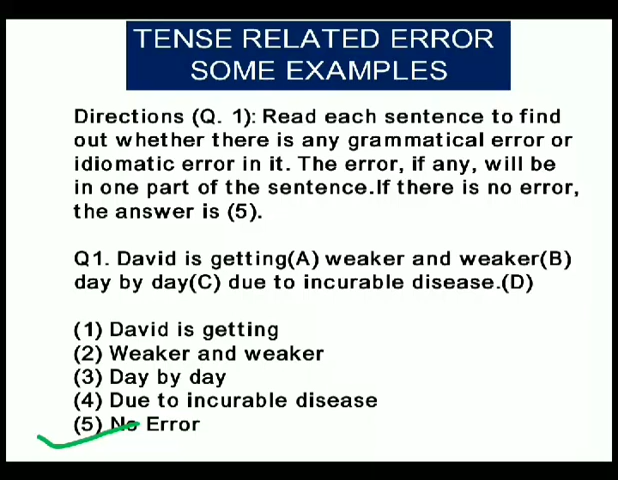 TENSE RELATED ERROR
SOME EXAMPLES
Directions (Q. 1): Read each sentence to find
out whether there is any grammatical error or
idiomatic error in it. The error, if any, will be
in one part of the sentence.If there is no error,
the answer is (5).
Q1. David is getting(A) weaker and weaker(B)
day by day(C) due to incurable disease.(D)
(1) David is getting
(2) Weaker and weaker
(3) Day by day
(4) Due to incurable disease
(5) No Error